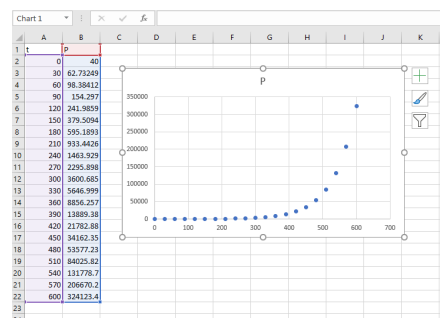 Chart 1
fx
A B C D E F G H I J K
1 t P
2 0 40
3 30 62.73249
4 60 98.38412
5 90 154.297
6 120 241.9859
7 150 379.5094
8 180 595.1893
9 210 933.4426
10 240 1463.929
11 270 2295.898
12 300 3600.685
13 330 5646.999
14 360 8856.257
15 390 13889.38
16 420 21782.88
17 450 34162.35
18 480 53577.23
19 510 84025.82
20 540 131778.7
21 570 206670.2
22 600 324123.4
23
P
350000
300000
250000
200000
150000
100000
50000
0
0 100 200 300 400 500 600 700